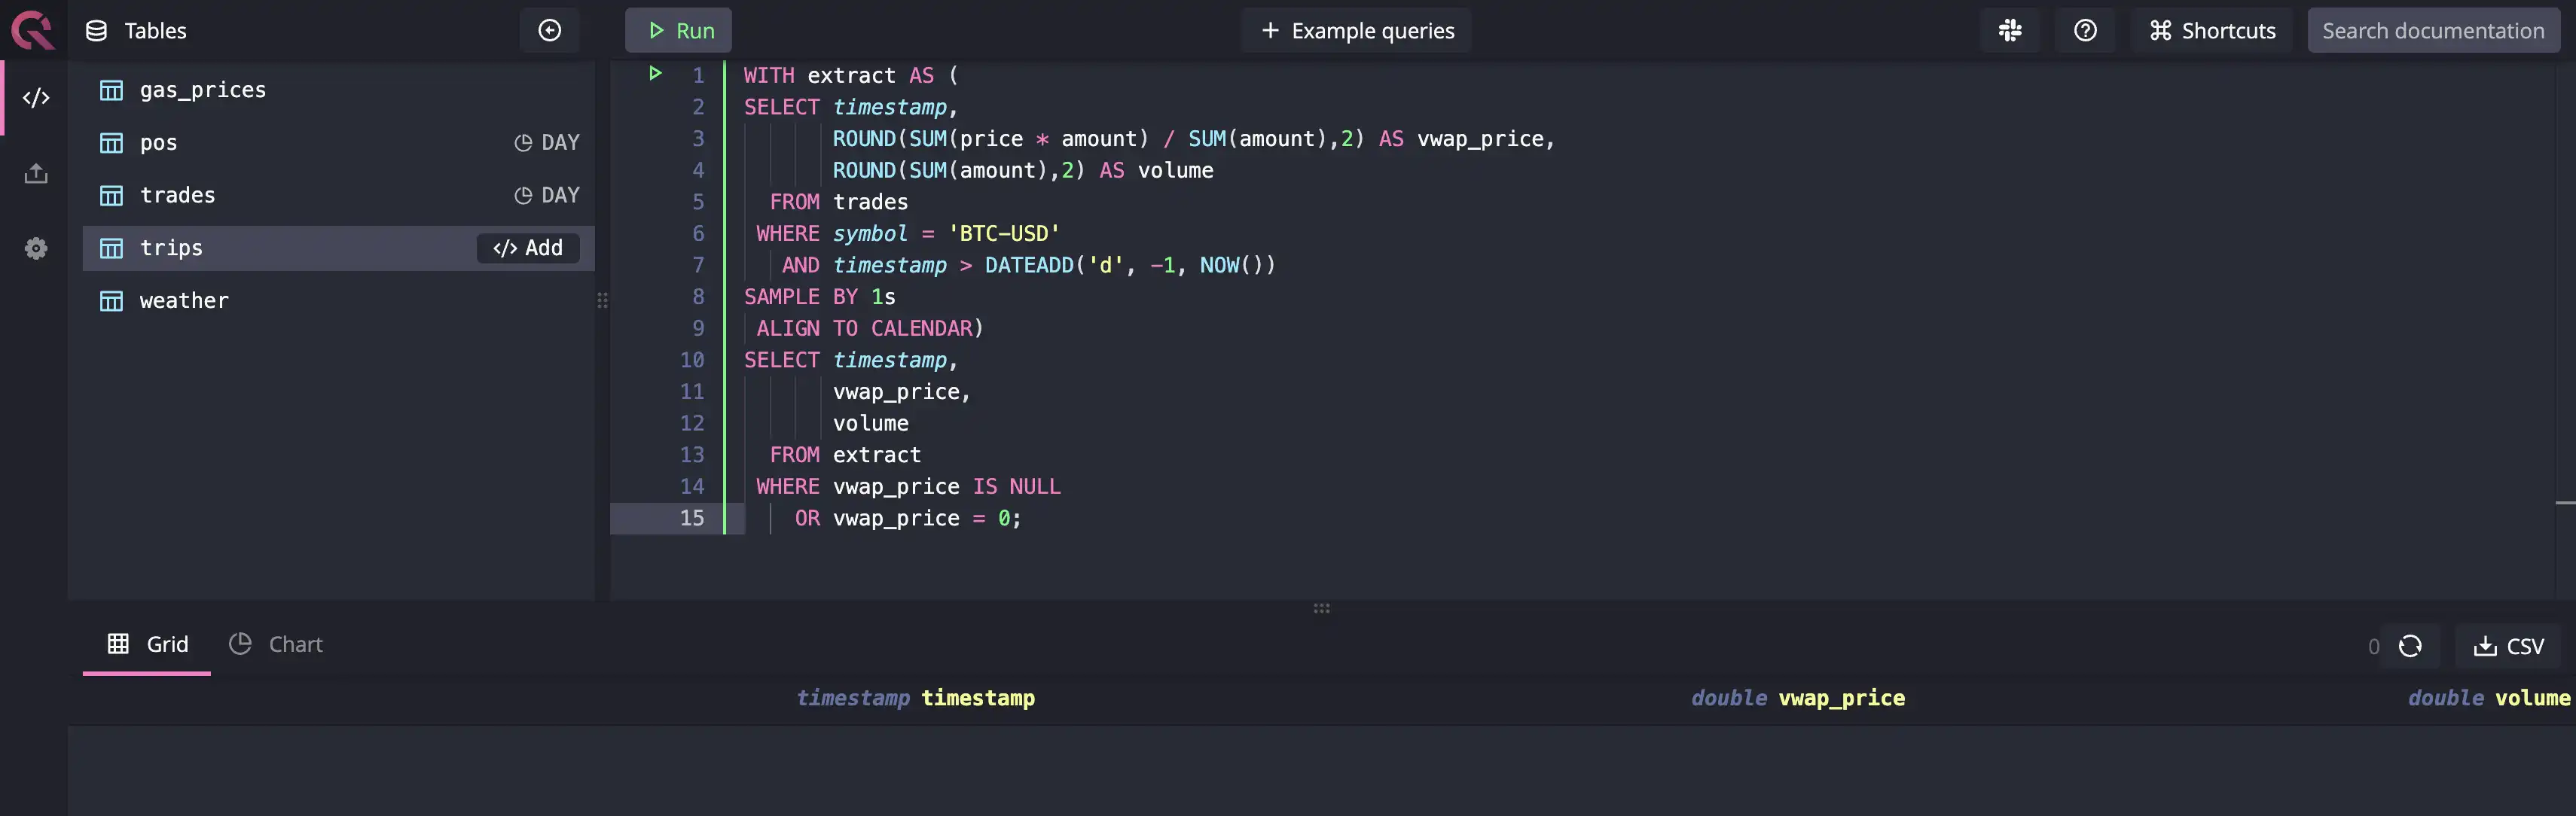 Tables
Run
Example queries
Shortcuts
Search documentation
gas_prices
pos DAY
trades DAY
trips </> Add
weather
1 WITH extract AS (
2 SELECT timestamp,
3 ROUND(SUM(price * amount) / SUM(amount),2) AS vwap_price,
4 ROUND(SUM(amount),2) AS volume
5 FROM trades
6 WHERE symbol = 'BTC-USD'
7 AND timestamp > DATEADD('d', -1, NOW())
8 SAMPLE BY 1s
9 ALIGN TO CALENDAR)
10 SELECT timestamp,
11 vwap_price,
12 volume
13 FROM extract
14 WHERE vwap_price IS NULL
15 OR vwap_price = 0;
Grid
Chart
0
CSV
timestamp timestamp
double vwap_price
double volume